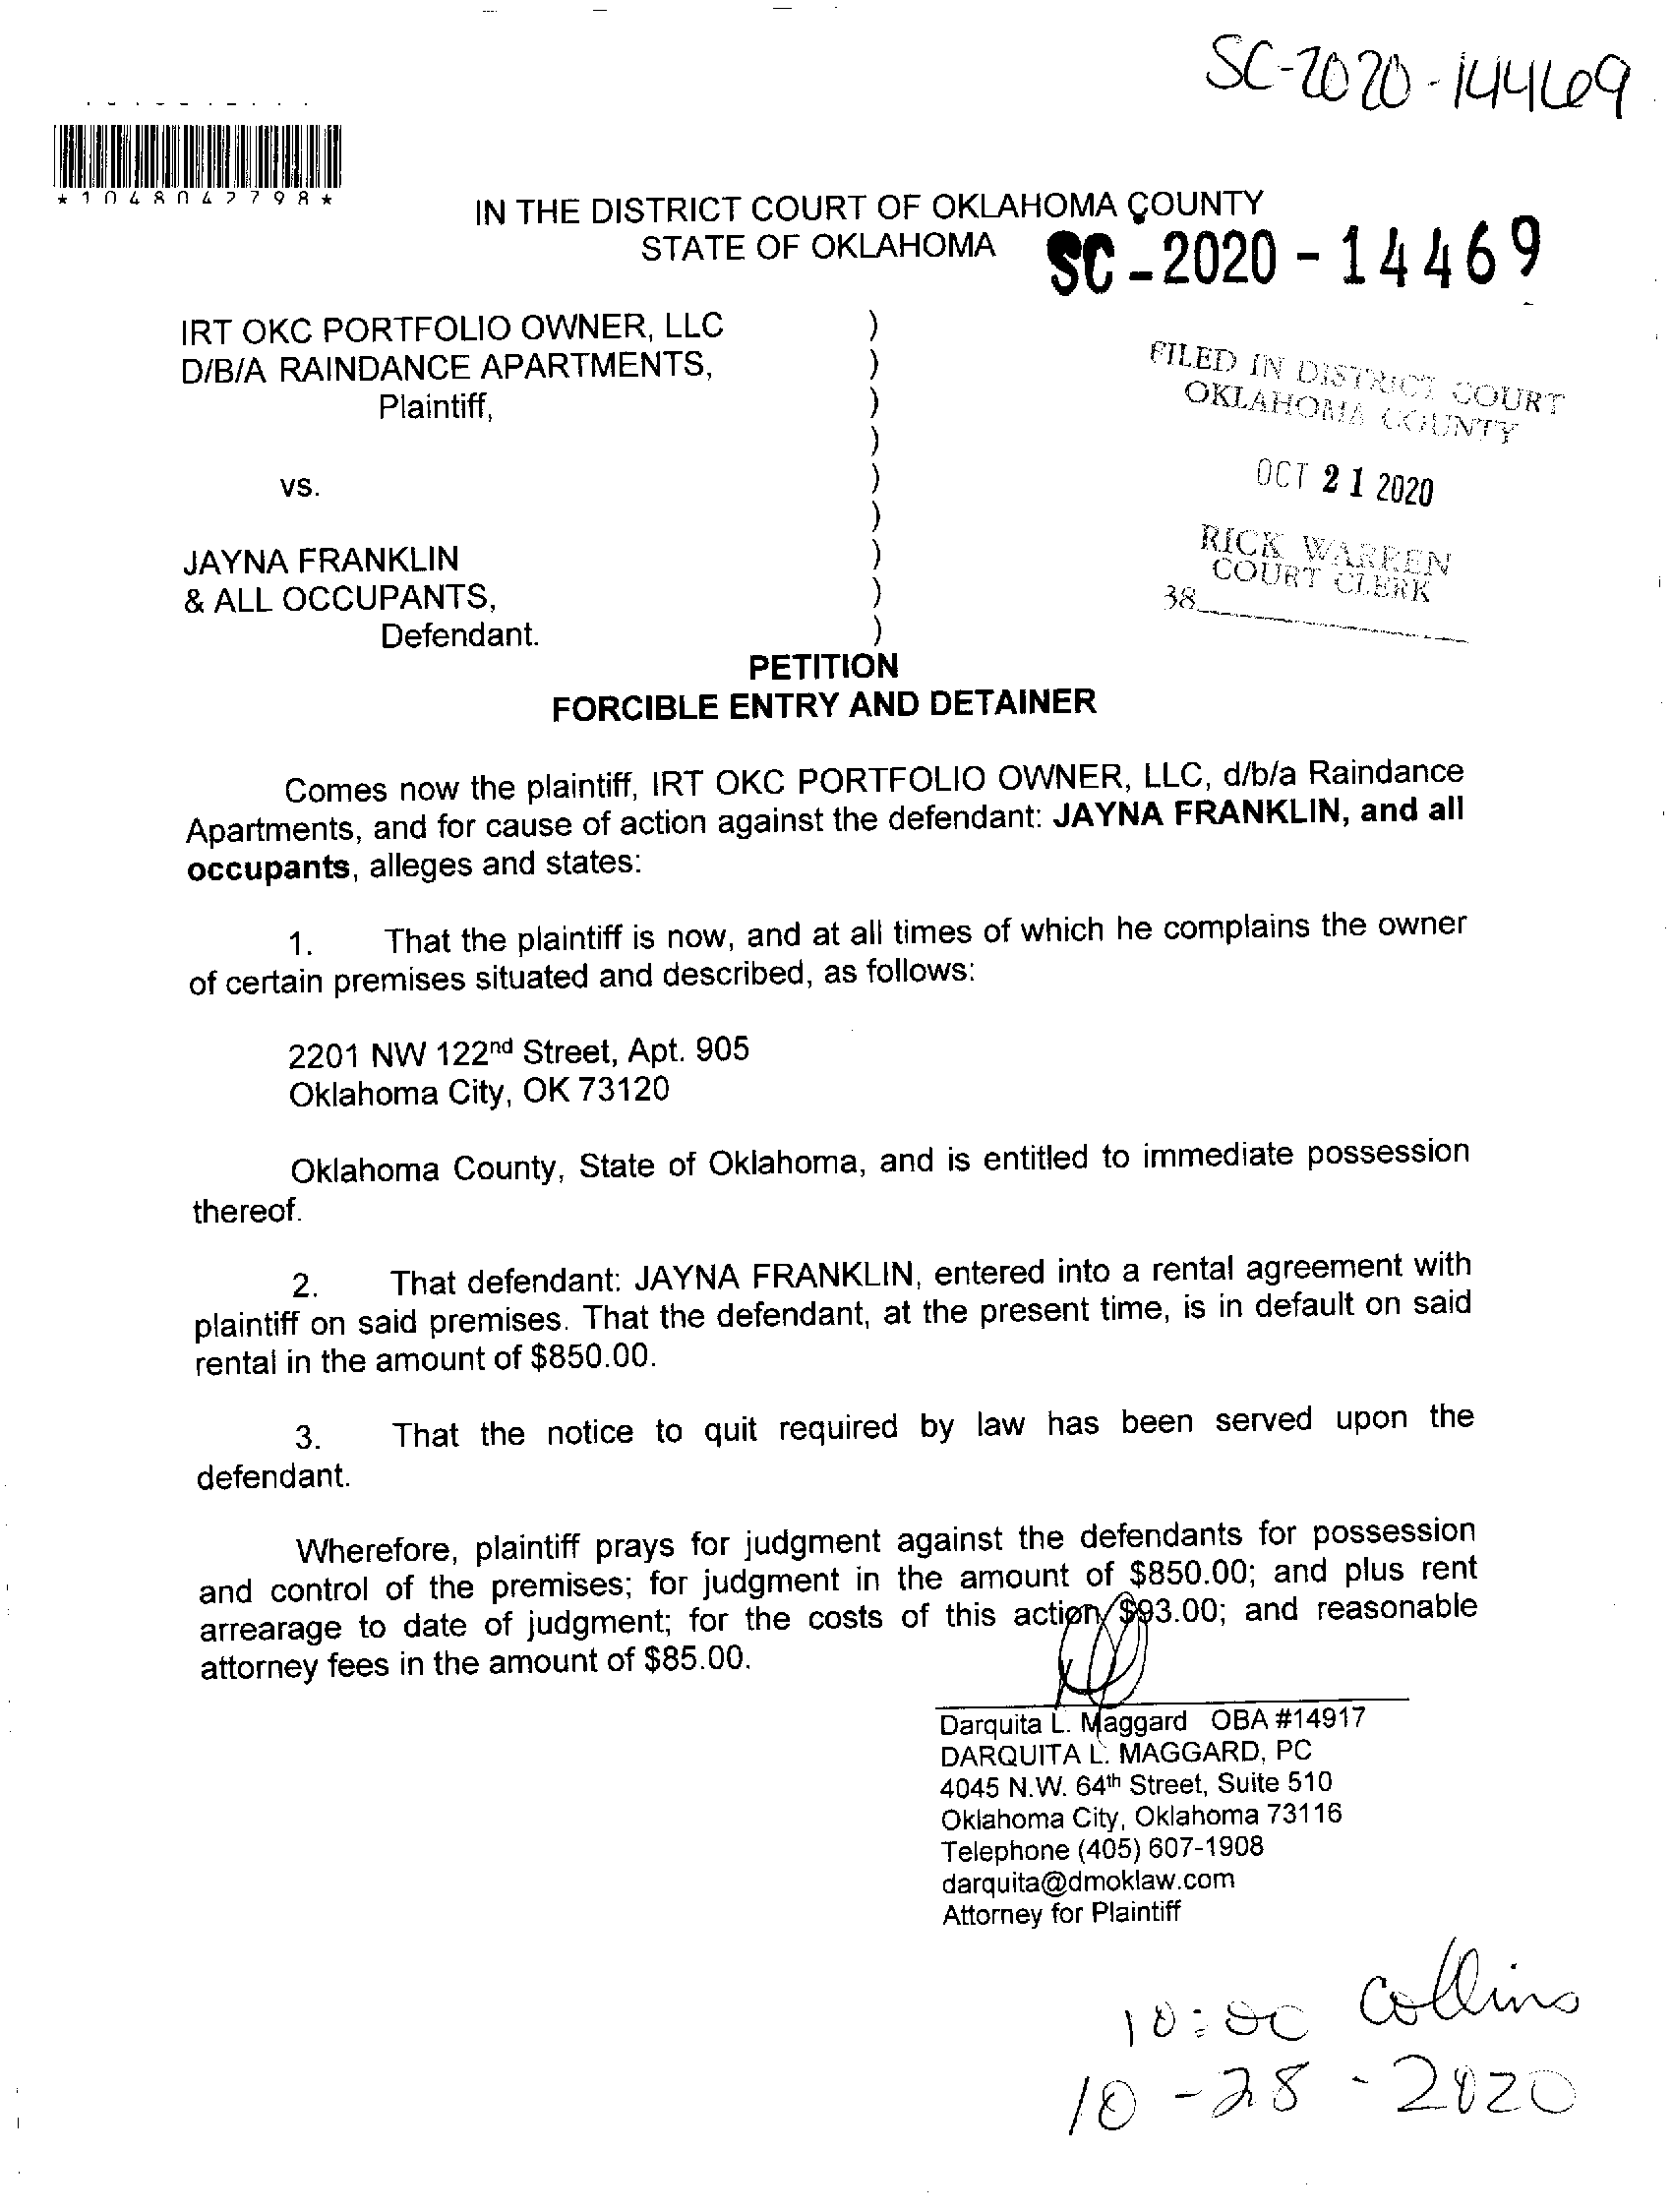 SC-2020-14469
*1048042798*
IN THE DISTRICT COURT OF OKLAHOMA COUNTY
STATE OF OKLAHOMA
SC-2020-14469
IRT OKC PORTFOLIO OWNER, LLC )
D/B/A RAINDANCE APARTMENTS, )
Plaintiff, )
)
vs. )
)
JAYNA FRANKLIN )
& ALL OCCUPANTS, )
Defendant. )
FILED IN DISTRICT COURT
OKLAHOMA COUNTY
OCT 21 2020
RICK WARREN
COURT CLERK
38
PETITION
FORCIBLE ENTRY AND DETAINER
Comes now the plaintiff, IRT OKC PORTFOLIO OWNER, LLC, d/b/a Raindance
Apartments, and for cause of action against the defendant: JAYNA FRANKLIN, and all
occupants, alleges and states:
1. That the plaintiff is now, and at all times of which he complains the owner
of certain premises situated and described, as follows:
2201 NW 122nd Street, Apt. 905
Oklahoma City, OK 73120
Oklahoma County, State of Oklahoma, and is entitled to immediate possession
thereof.
2. That defendant: JAYNA FRANKLIN, entered into a rental agreement with
plaintiff on said premises. That the defendant, at the present time, is in default on said
rental in the amount of $850.00.
3. That the notice to quit required by law has been served upon the
defendant.
Wherefore, plaintiff prays for judgment against the defendants for possession
and control of the premises; for judgment in the amount of $850.00; and plus rent
arrearage to date of judgment; for the costs of this action $93.00; and reasonable
attorney fees in the amount of $85.00.
Darquita L. Maggard OBA #14917
DARQUITA L. MAGGARD, PC
4045 N.W. 64th Street, Suite 510
Oklahoma City, Oklahoma 73116
Telephone (405) 607-1908
darquita@dmoklaw.com
Attorney for Plaintiff
10:00 Collins
10-28-2020